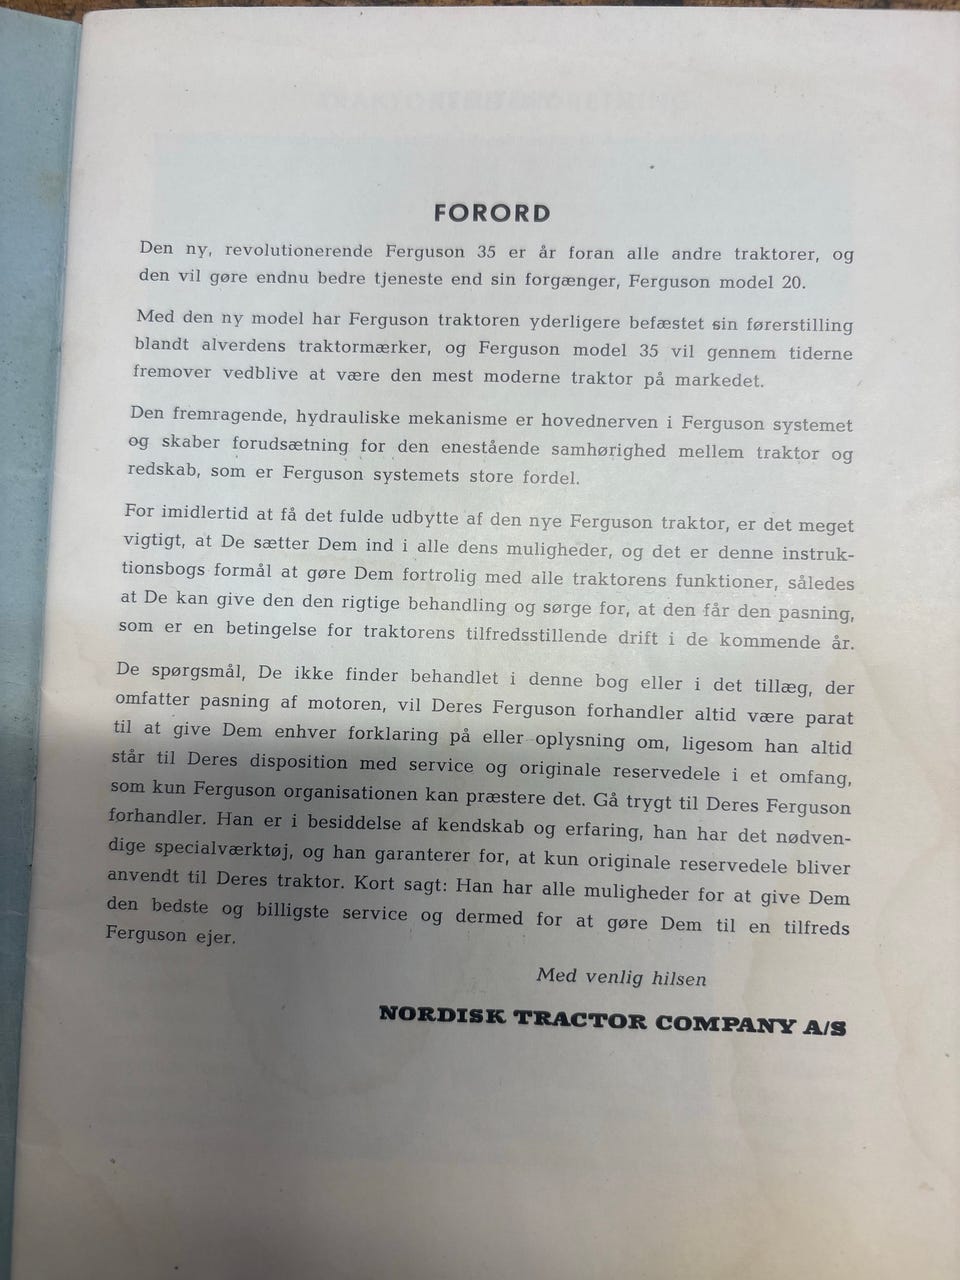 FORORD
Den ny, revolutionerende Ferguson 35 er år foran alle andre traktorer, og
den vil gøre endnu bedre tjeneste end sin forgænger, Ferguson model 20.
Med den ny model har Ferguson traktoren yderligere befæstet sin førerstilling
blandt alverdens traktormærker, og Ferguson model 35 vil gennem tiderne
fremover vedblive at være den mest moderne traktor på markedet.
Den fremragende, hydrauliske mekanisme er hovednerven i Ferguson systemet
og skaber forudsætning for den enestående samhørighed mellem traktor og
redskab, som er Ferguson systemets store fordel.
For imidlertid at få det fulde udbytte af den nye Ferguson traktor, er det meget
vigtigt, at De sætter Dem ind i alle dens muligheder, og det er denne instruk-
tionsbogs formål at gøre Dem fortrolig med alle traktorens funktioner, således
at De kan give den den rigtige behandling og sørge for, at den får den pasning,
som er en betingelse for traktorens tilfredsstillende drift i de kommende år.
De spørgsmål, De ikke finder behandlet i denne bog eller i det tillæg, der
omfatter pasning af motoren, vil Deres Ferguson forhandler altid være parat
til at give Dem enhver forklaring på eller oplysning om, ligesom han altid
står til Deres disposition med service og originale reservedele i et omfang,
som kun Ferguson organisationen kan præstere det. Gå trygt til Deres Ferguson
forhandler. Han er i besiddelse af kendskab og erfaring, han har det nødven-
dige specialværktøj, og han garanterer for, at kun originale reservedele bliver
anvendt til Deres traktor. Kort sagt: Han har alle muligheder for at give Dem
den bedste og billigste service og dermed for at gøre Dem til en tilfreds
Ferguson ejer.
Med venlig hilsen
NORDISK TRACTOR COMPANY A/S